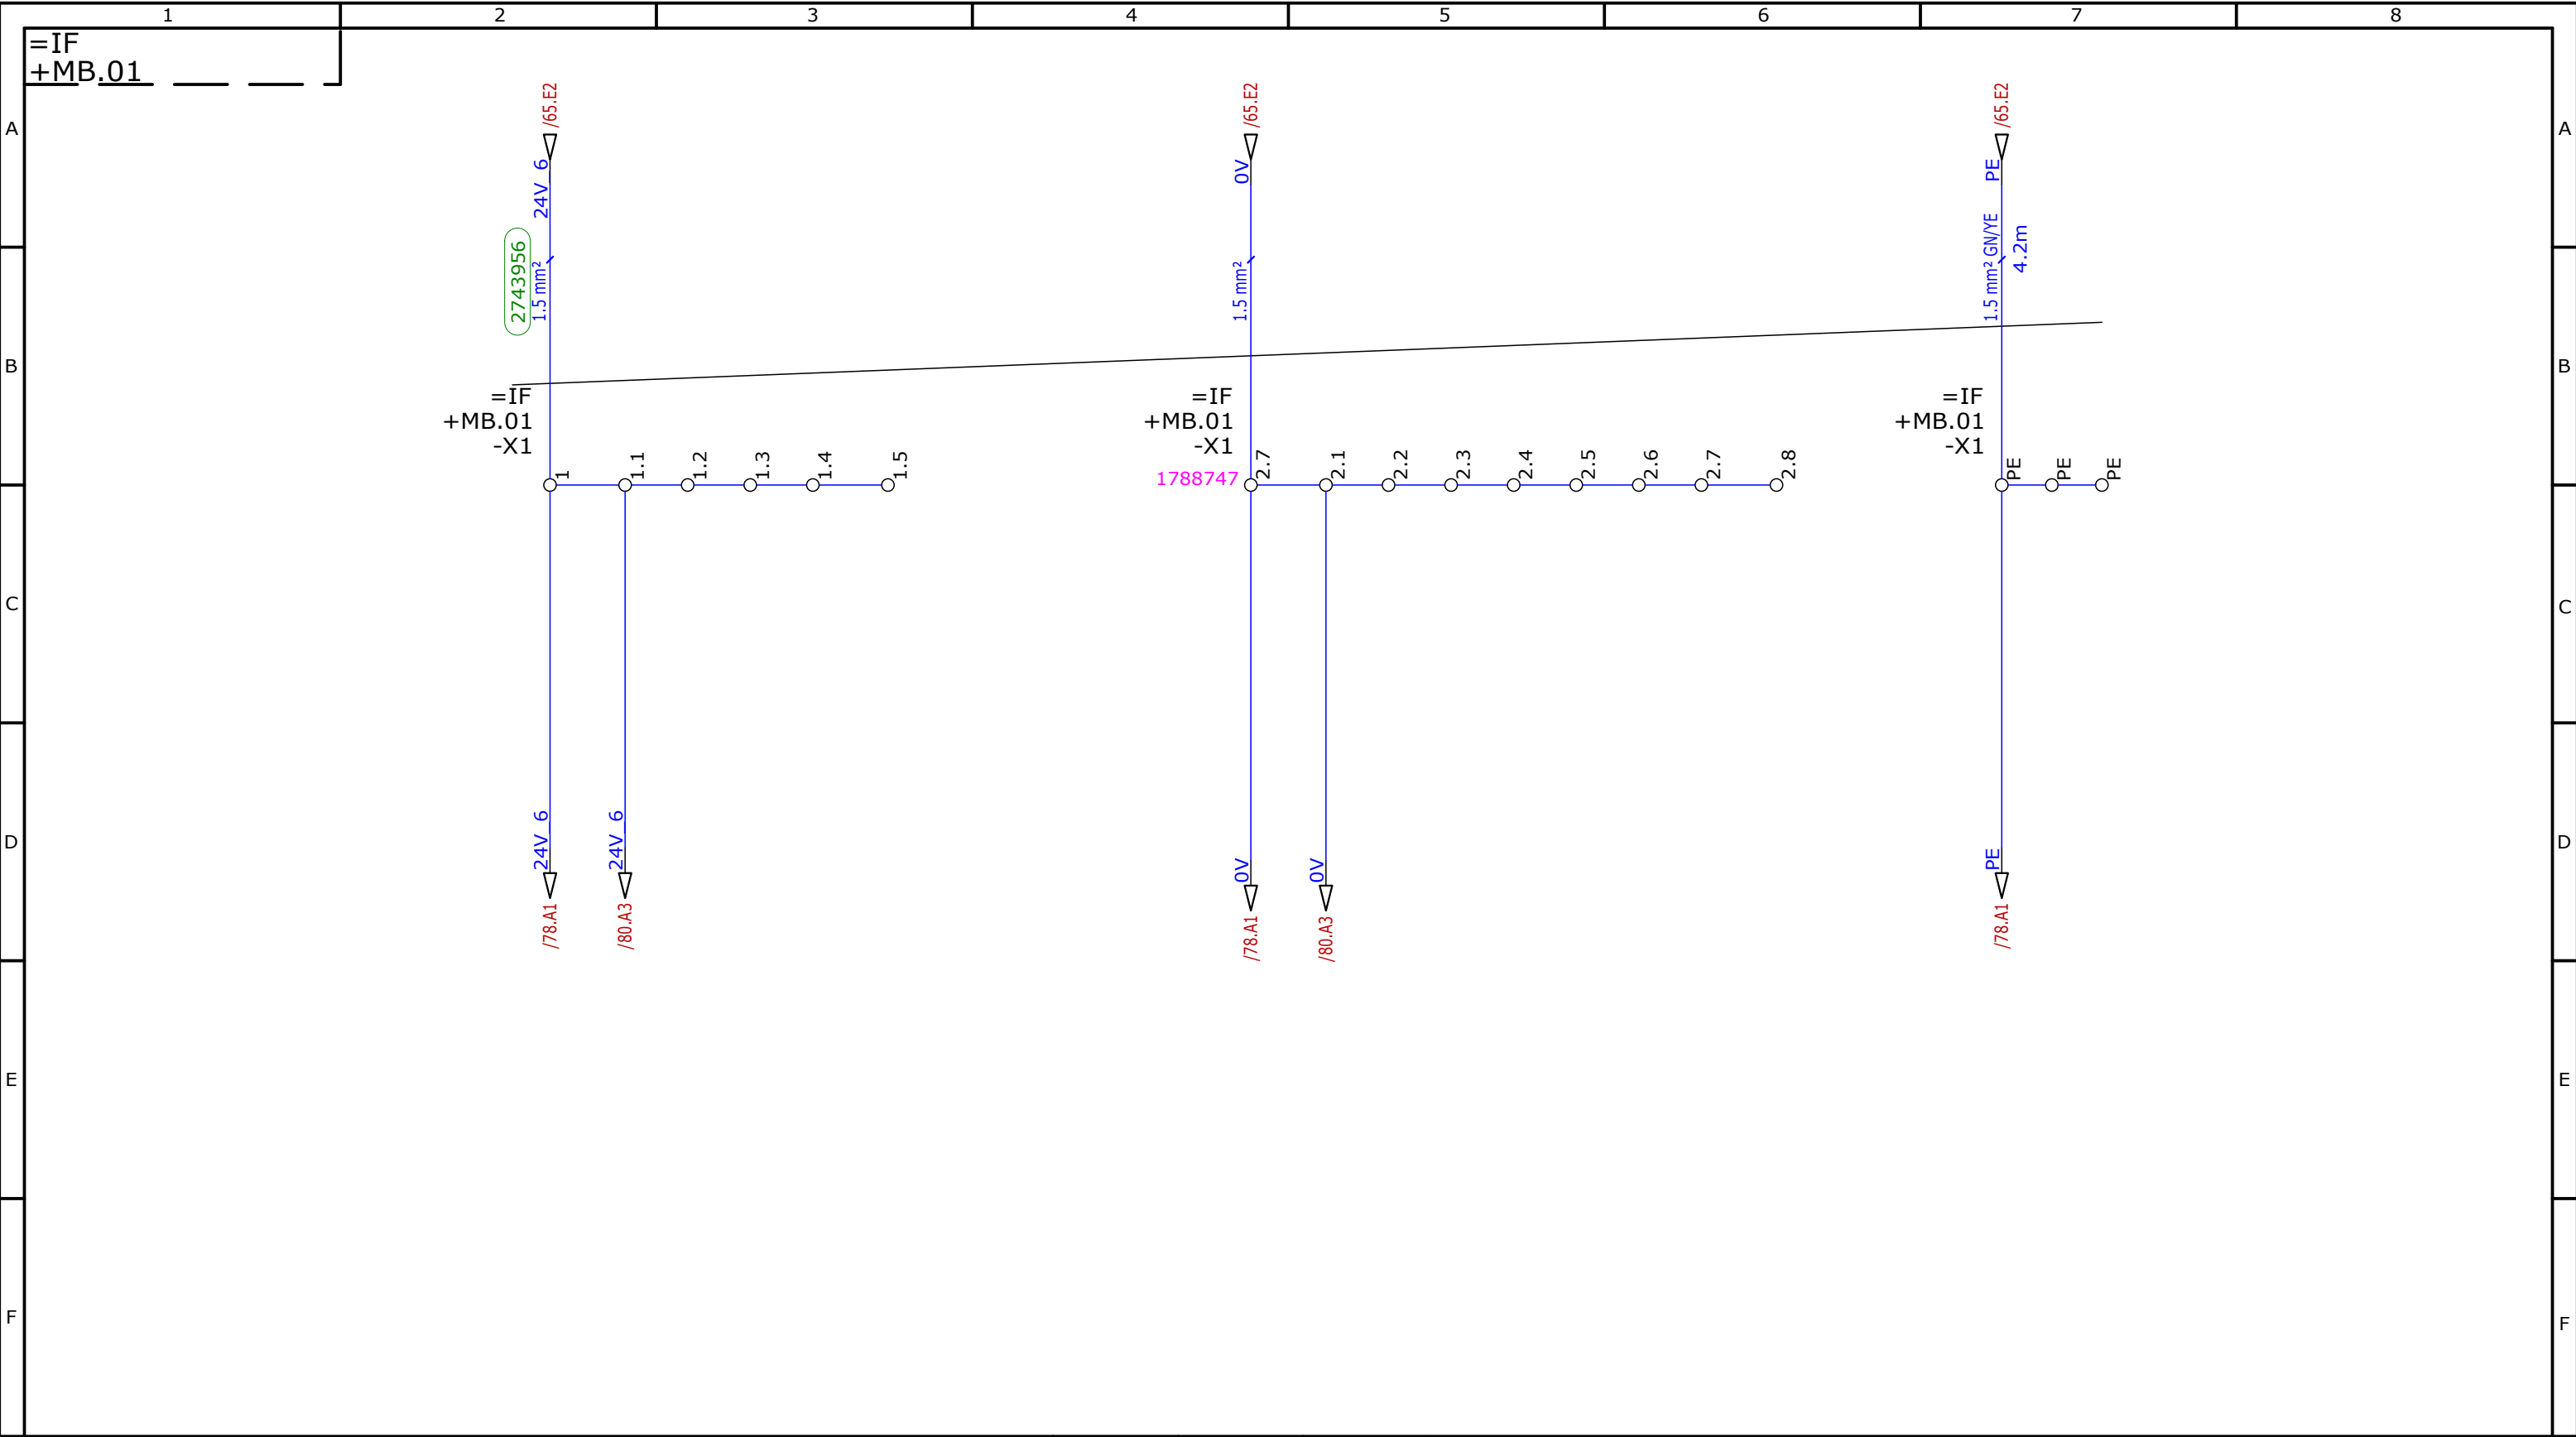 1 2 3 4 5 6 7 8
=IF
+MB.01
A A
B B
C C
D D
E E
F F
/65.E2
24V 6
27439956
1.5 mm²
/65.E2
0V
1.5 mm²
/65.E2
PE
1.5 mm² GN/YE
4.2m
=IF
+MB.01
-X1
1 1.1 1.2 1.3 1.4 1.5
=IF
+MB.01
-X1
1788747
2.7 2.1 2.2 2.3 2.4 2.5 2.6 2.7 2.8
=IF
+MB.01
-X1
PE PE PE
24V 6
/78.A1
24V 6
/80.A3
0V
/78.A1
0V
/80.A3
PE
/78.A1